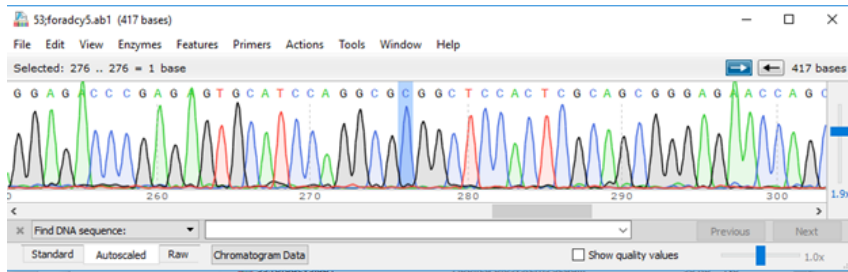 53;foradcy5.ab1 (417 bases)
File Edit View Enzymes Features Primers Actions Tools Window Help
Selected: 276 .. 276 = 1 base 417 bases
G G A G A C C C G A G A G T G C A T C C A G G C G C G G C T C C A C T C G C A G C G G G A G A A C C A G C
260 270 280 290 300 1.9x
Find DNA sequence: Previous Next
Standard Autoscaled Raw Chromatogram Data Show quality values 1.0x